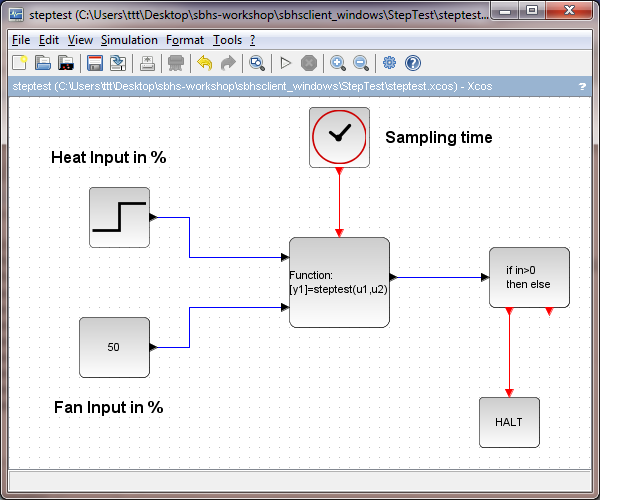 steptest (C:\Users\ttt\Desktop\sbhs-workshop\sbhsclient_windows\StepTest\steptest...
File Edit View Simulation Format Tools ?
steptest (C:\Users\ttt\Desktop\sbhs-workshop\sbhsclient_windows\StepTest\steptest.xcos) - Xcos ?
Sampling time
Heat Input in %
Function:
[y1]=steptest(u1,u2)
if in>0
then else
50
Fan Input in %
HALT